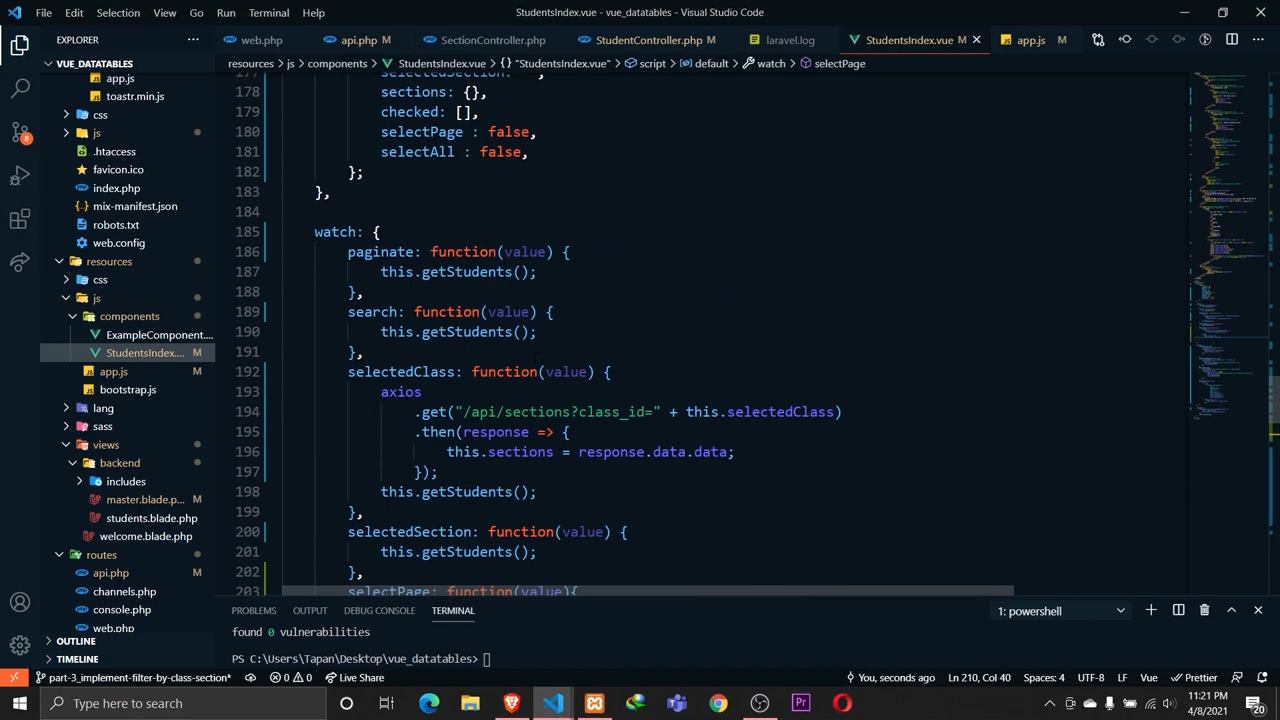 File Edit Selection View Go Run Terminal Help
StudentsIndex.vue - vue_datatables - Visual Studio Code
EXPLORER
web.php
api.php M
SectionController.php
StudentController.php M
laravel.log
StudentsIndex.vue M
app.js M
VUE_DATATABLES
resources > js > components > StudentsIndex.vue > {} "StudentsIndex.vue" > script > default > watch > selectPage
app.js
toastr.min.js
css
js
.htaccess
favicon.ico
index.php
mix-manifest.json
robots.txt
web.config
resources
css
js
components
ExampleComponent....
StudentsIndex.... M
app.js M
bootstrap.js
lang
sass
views
backend
includes
master.blade.p... M
students.blade.php
welcome.blade.php
routes
api.php M
channels.php
console.php
web.php
OUTLINE
TIMELINE
178 sections: {},
179 checked: [],
180 selectPage : false,
181 selectAll : false,
182 };
183 },
184
185 watch: {
186 paginate: function(value) {
187 this.getStudents();
188 },
189 search: function(value) {
190 this.getStudents();
191 },
192 selectedClass: function(value) {
193 axios
194 .get("/api/sections?class_id=" + this.selectedClass)
195 .then(response => {
196 this.sections = response.data.data;
197 });
198 this.getStudents();
199 },
200 selectedSection: function(value) {
201 this.getStudents();
202 },
203 selectPage: function(value){
PROBLEMS OUTPUT DEBUG CONSOLE TERMINAL
1: powershell
found 0 vulnerabilities
PS C:\Users\Tapan\Desktop\vue_datatables>
8
part-3_implement-filter-by-class-section* 0 0 Live Share
You, seconds ago Ln 210, Col 40 Spaces: 4 UTF-8 LF Vue Prettier
Type here to search
11:21 PM
4/8/2021
20